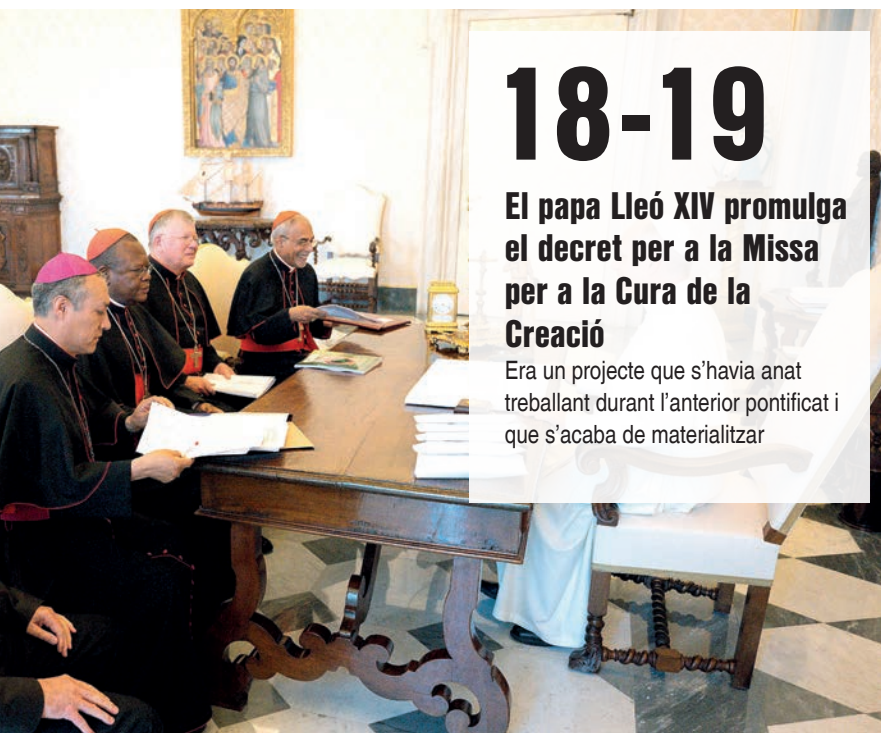 18-19
El papa Lleó XIV promulga
el decret per a la Missa
per a la Cura de la
Creació
Era un projecte que s’havia anat
treballant durant l’anterior pontificat i
que s’acaba de materialitzar